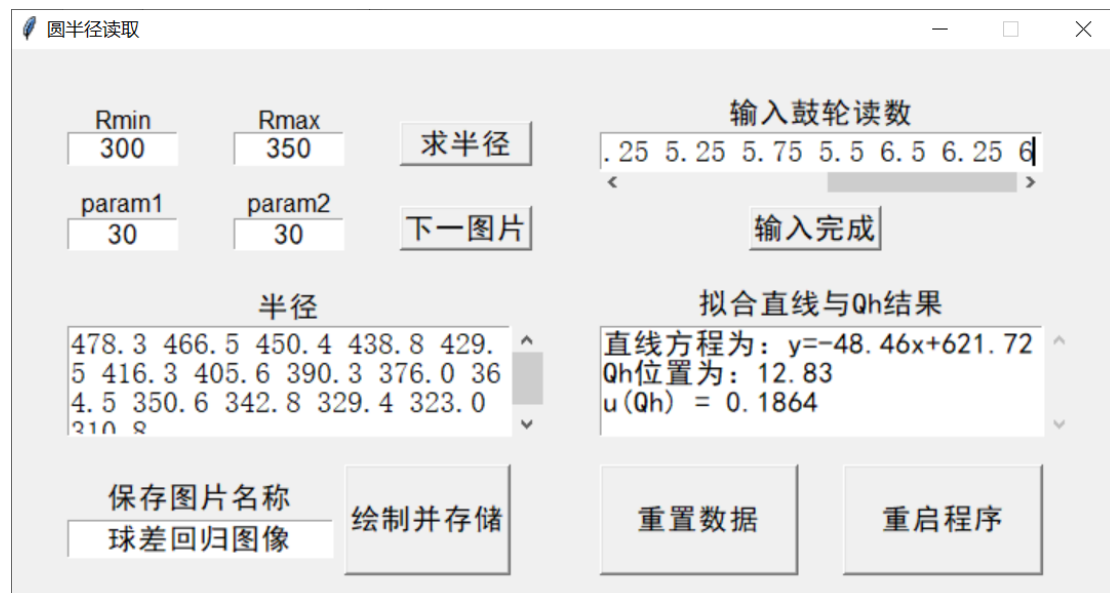 圆半径读取
Rmin Rmax
300 350 求半径
param1 param2
30 30 下一图片
输入鼓轮读数
.25 5.25 5.75 5.5 6.5 6.25 6
输入完成
半径
478.3 466.5 450.4 438.8 429.
5 416.3 405.6 390.3 376.0 36
4.5 350.6 342.8 329.4 323.0
310.8
拟合直线与Qh结果
直线方程为: y=-48.46x+621.72
Qh位置为: 12.83
u(Qh) = 0.1864
保存图片名称
球差回归图像
绘制并存储
重置数据
重启程序